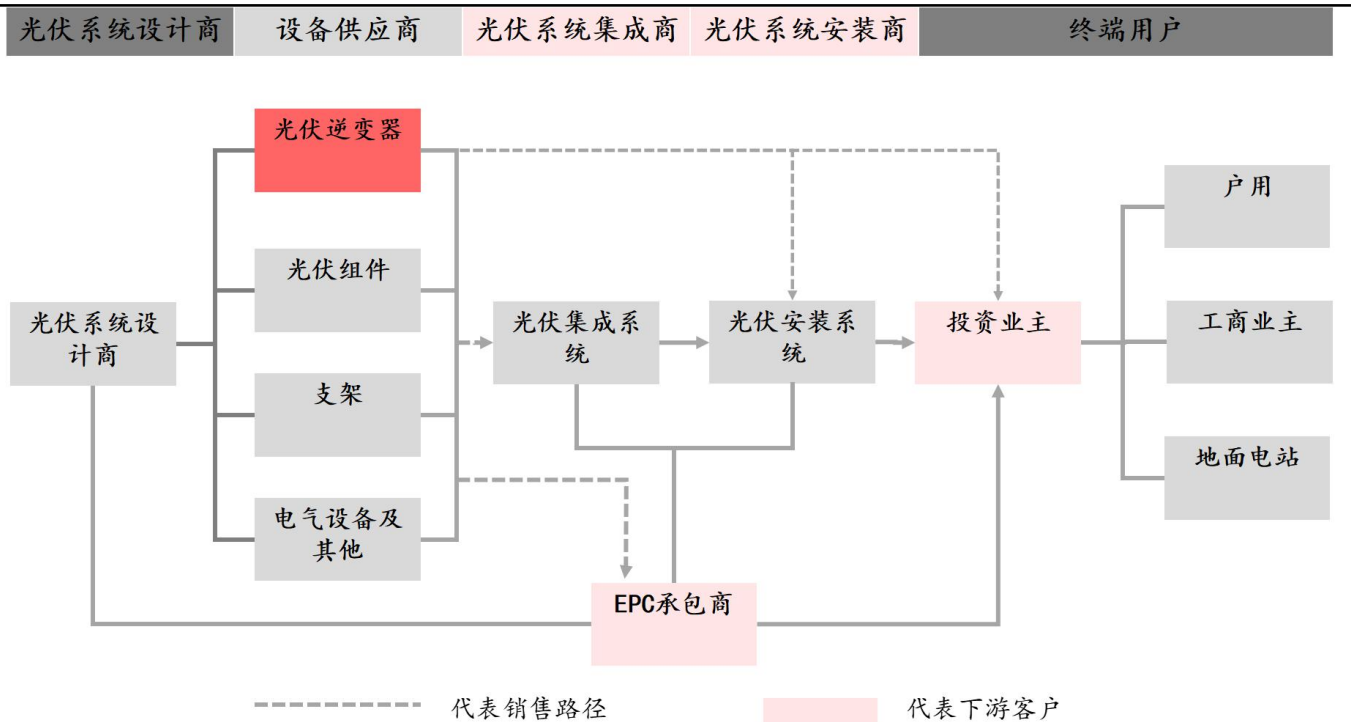 光伏系统设计商
设备供应商
光伏系统集成商
光伏系统安装商
终端用户
光伏逆变器
光伏组件
支架
电气设备及
其他
光伏系统设
计商
光伏集成系
统
光伏安装系
统
投资业主
户用
工商业主
地面电站
EPC承包商
代表销售路径
代表下游客户